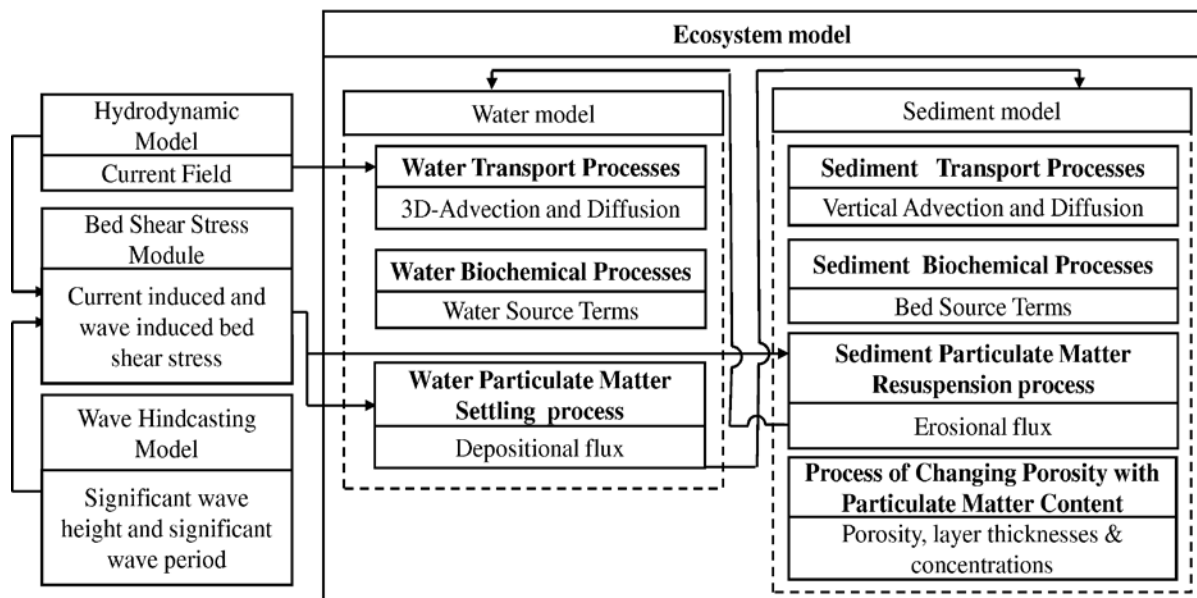 Ecosystem model
Hydrodynamic
Model
Current Field
Bed Shear Stress
Module
Current induced and
wave induced bed
shear stress
Wave Hindcasting
Model
Significant wave
height and significant
wave period
Water model
Water Transport Processes
3D-Advection and Diffusion
Water Biochemical Processes
Water Source Terms
Water Particulate Matter
Settling process
Depositional flux
Sediment model
Sediment Transport Processes
Vertical Advection and Diffusion
Sediment Biochemical Processes
Bed Source Terms
Sediment Particulate Matter
Resuspension process
Erosional flux
Process of Changing Porosity with
Particulate Matter Content
Porosity, layer thicknesses &
concentrations